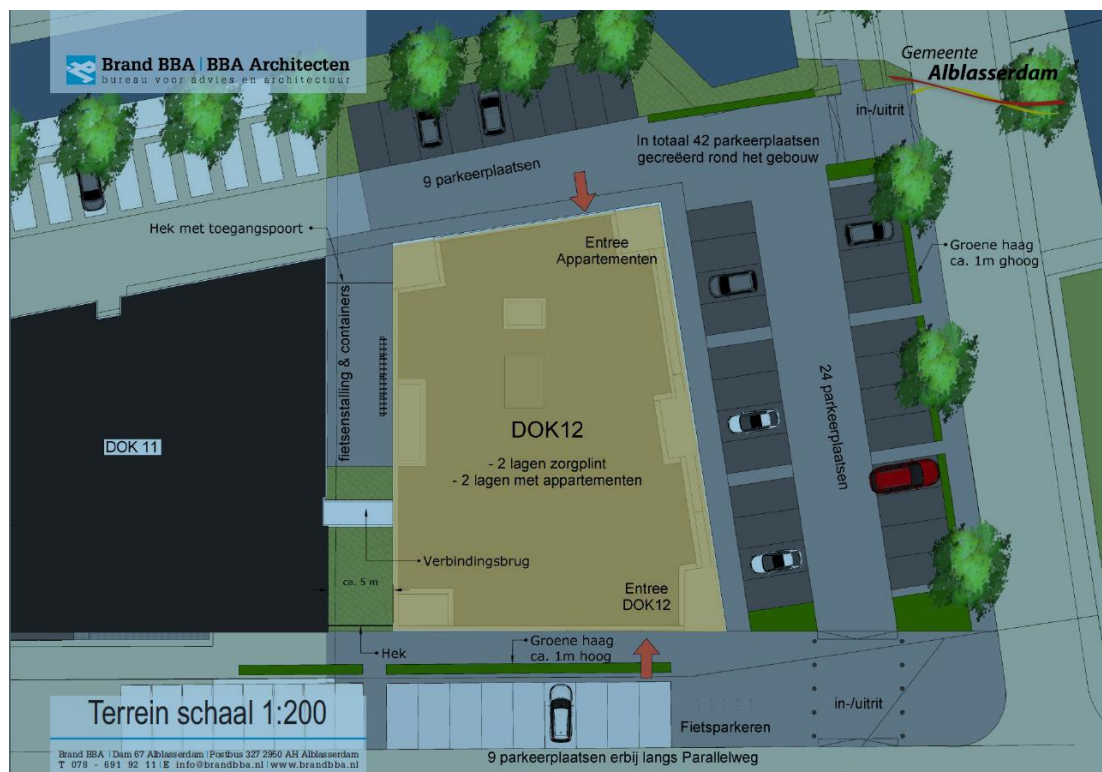 Brand BBA | BBA Architecten
bureau voor advies en architectuur
Gemeente
Alblasserdam
in-/uitrit
In totaal 42 parkeerplaatsen
gecreëerd rond het gebouw
9 parkeerplaatsen
Hek met toegangspoort
Entree
Appartementen
Groene haag
ca. 1m ghoog
fietsenstalling & containers
24 parkeerplaatsen
DOK 11
DOK12
- 2 lagen zorgplint
- 2 lagen met appartementen
Verbindingsbrug
ca. 5 m
Entree
DOK12
Hek
Groene haag
ca. 1m hoog
Terrein schaal 1:200
in-/uitrit
Fietsparkeren
Brand BBA | Dam 67 Alblasserdam | Postbus 327 2950 AH Alblasserdam
T 078 - 691 92 11 | E info@brandbba.nl | www.brandbba.nl
9 parkeerplaatsen erbij langs Parallelweg